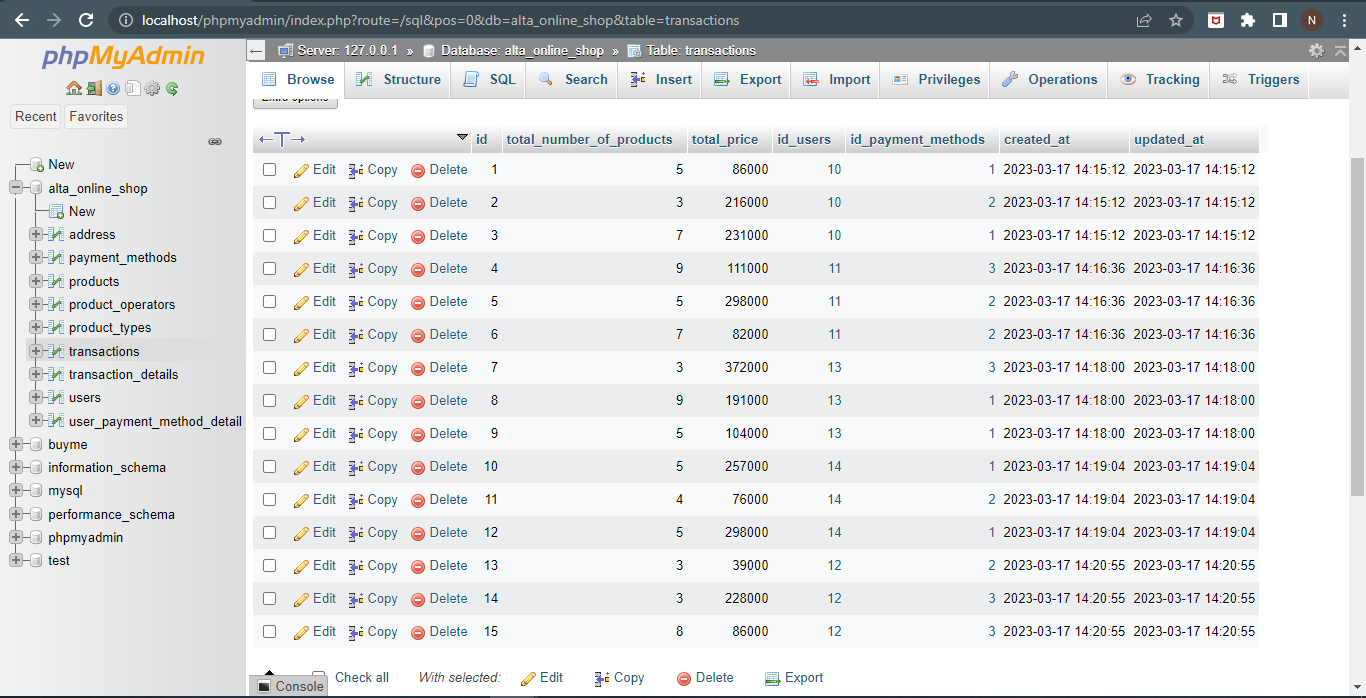 localhost/phpmyadmin/index.php?route=/sql&pos=0&db=alta_online_shop&table=transactions
N
phpMyAdmin
Recent Favorites
New
alta_online_shop
New
address
payment_methods
products
product_operators
product_types
transactions
transaction_details
users
user_payment_method_detail
buyme
information_schema
mysql
performance_schema
phpmyadmin
test
Server: 127.0.0.1 » Database: alta_online_shop » Table: transactions
Browse Structure SQL Search Insert Export Import Privileges Operations Tracking Triggers
Extra options
←T→ id total_number_of_products total_price id_users id_payment_methods created_at updated_at
Edit Copy Delete 1 5 86000 10 1 2023-03-17 14:15:12 2023-03-17 14:15:12
Edit Copy Delete 2 3 216000 10 2 2023-03-17 14:15:12 2023-03-17 14:15:12
Edit Copy Delete 3 7 231000 10 1 2023-03-17 14:15:12 2023-03-17 14:15:12
Edit Copy Delete 4 9 111000 11 3 2023-03-17 14:16:36 2023-03-17 14:16:36
Edit Copy Delete 5 5 298000 11 2 2023-03-17 14:16:36 2023-03-17 14:16:36
Edit Copy Delete 6 7 82000 11 2 2023-03-17 14:16:36 2023-03-17 14:16:36
Edit Copy Delete 7 3 372000 13 3 2023-03-17 14:18:00 2023-03-17 14:18:00
Edit Copy Delete 8 9 191000 13 1 2023-03-17 14:18:00 2023-03-17 14:18:00
Edit Copy Delete 9 5 104000 13 1 2023-03-17 14:18:00 2023-03-17 14:18:00
Edit Copy Delete 10 5 257000 14 1 2023-03-17 14:19:04 2023-03-17 14:19:04
Edit Copy Delete 11 4 76000 14 2 2023-03-17 14:19:04 2023-03-17 14:19:04
Edit Copy Delete 12 5 298000 14 1 2023-03-17 14:19:04 2023-03-17 14:19:04
Edit Copy Delete 13 3 39000 12 2 2023-03-17 14:20:55 2023-03-17 14:20:55
Edit Copy Delete 14 3 228000 12 3 2023-03-17 14:20:55 2023-03-17 14:20:55
Edit Copy Delete 15 8 86000 12 3 2023-03-17 14:20:55 2023-03-17 14:20:55
Check all With selected: Edit Copy Delete Export
Console